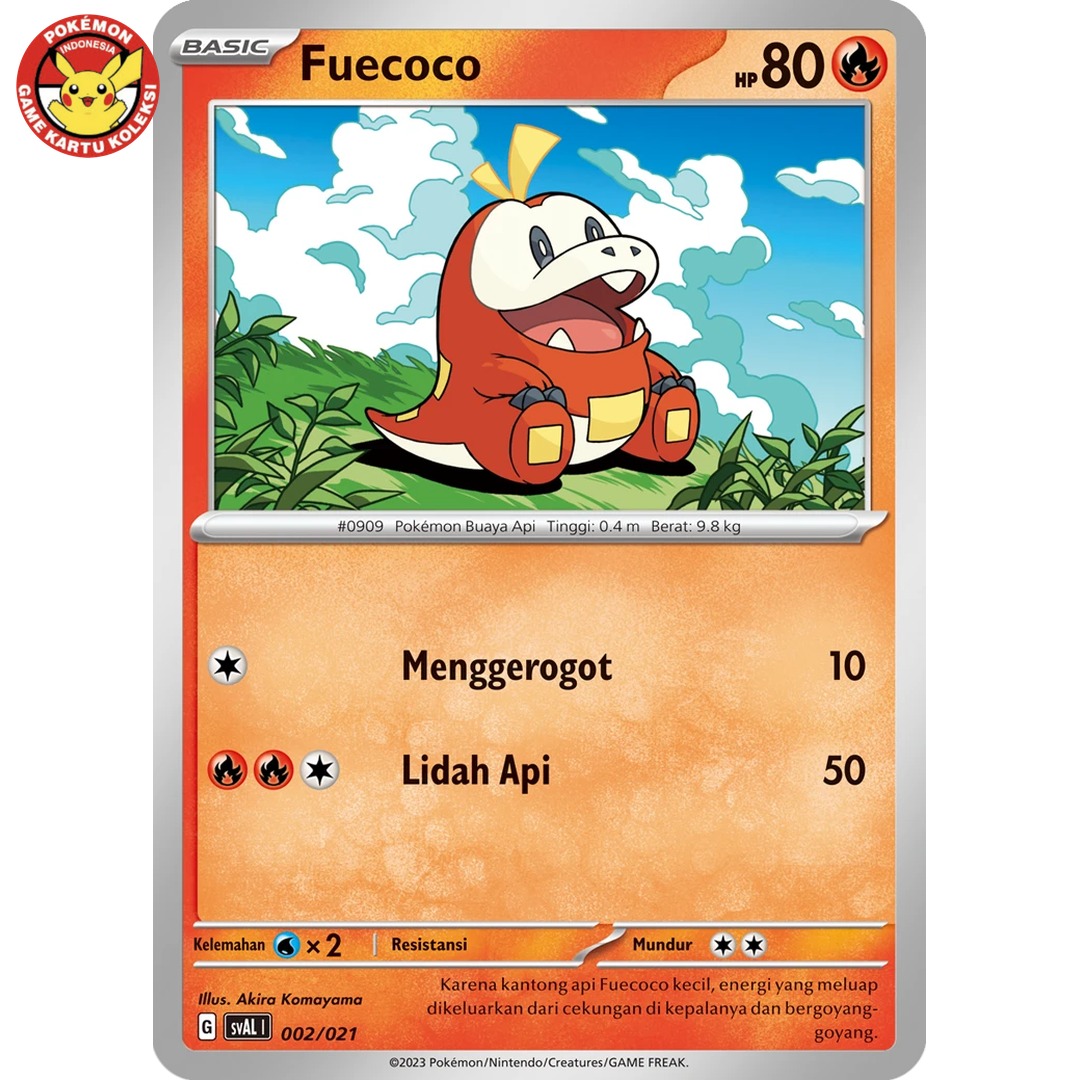 POKÉMON
INDONESIA
GAME KARTU KOLEKSI
BASIC
Fuecoco
HP 80
#0909 Pokémon Buaya Api Tinggi: 0.4 m Berat: 9.8 kg
Menggerogot 10
Lidah Api 50
Kelemahan ×2 Resistansi Mundur
Karena kantong api Fuecoco kecil, energi yang meluap
dikeluarkan dari cekungan di kepalanya dan bergoyang-
goyang.
Illus. Akira Komayama
G svAL I 002/021
©2023 Pokémon/Nintendo/Creatures/GAME FREAK.